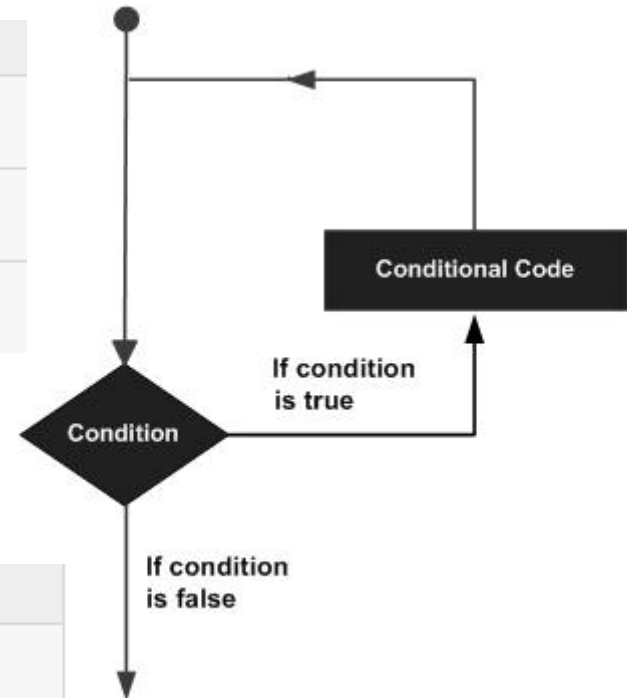 Conditional Code
If condition
is true
Condition
If condition
is false